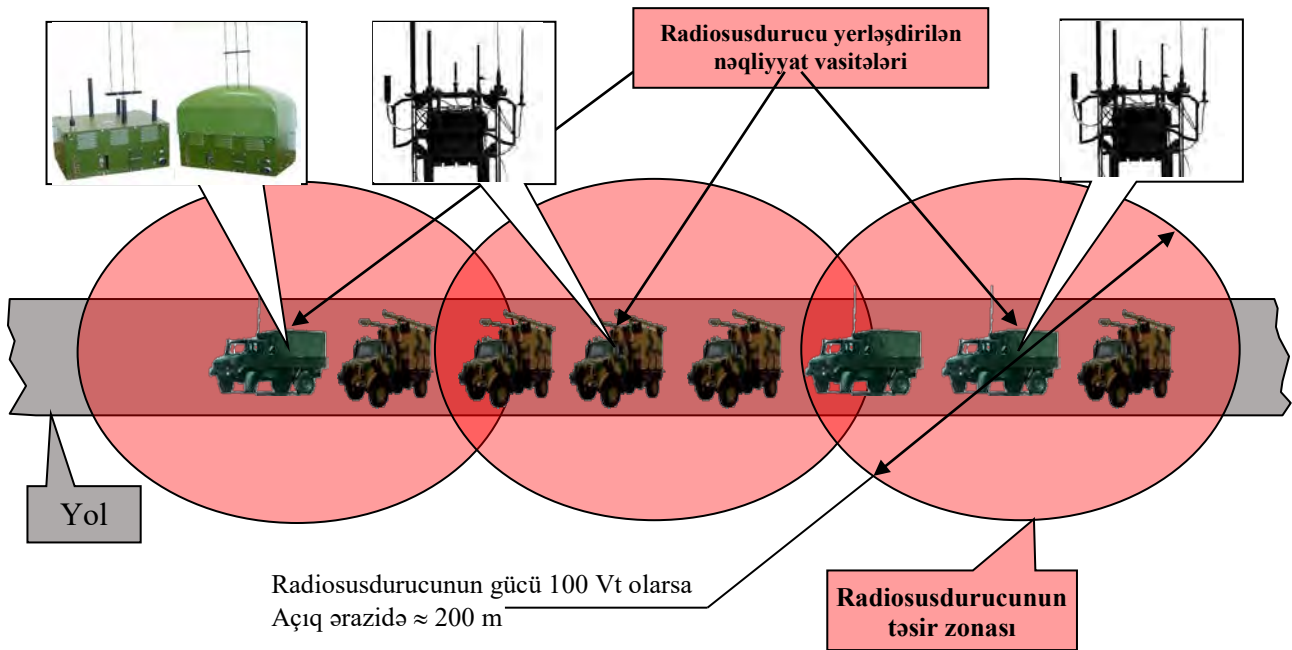 Radiosusdurucu yerləşdirilən
nəqliyyat vasitələri
Yol
Radiosusdurucunun gücü 100 Vt olarsa
Açıq ərazidə ≈ 200 m
Radiosusdurucunun
təsir zonası